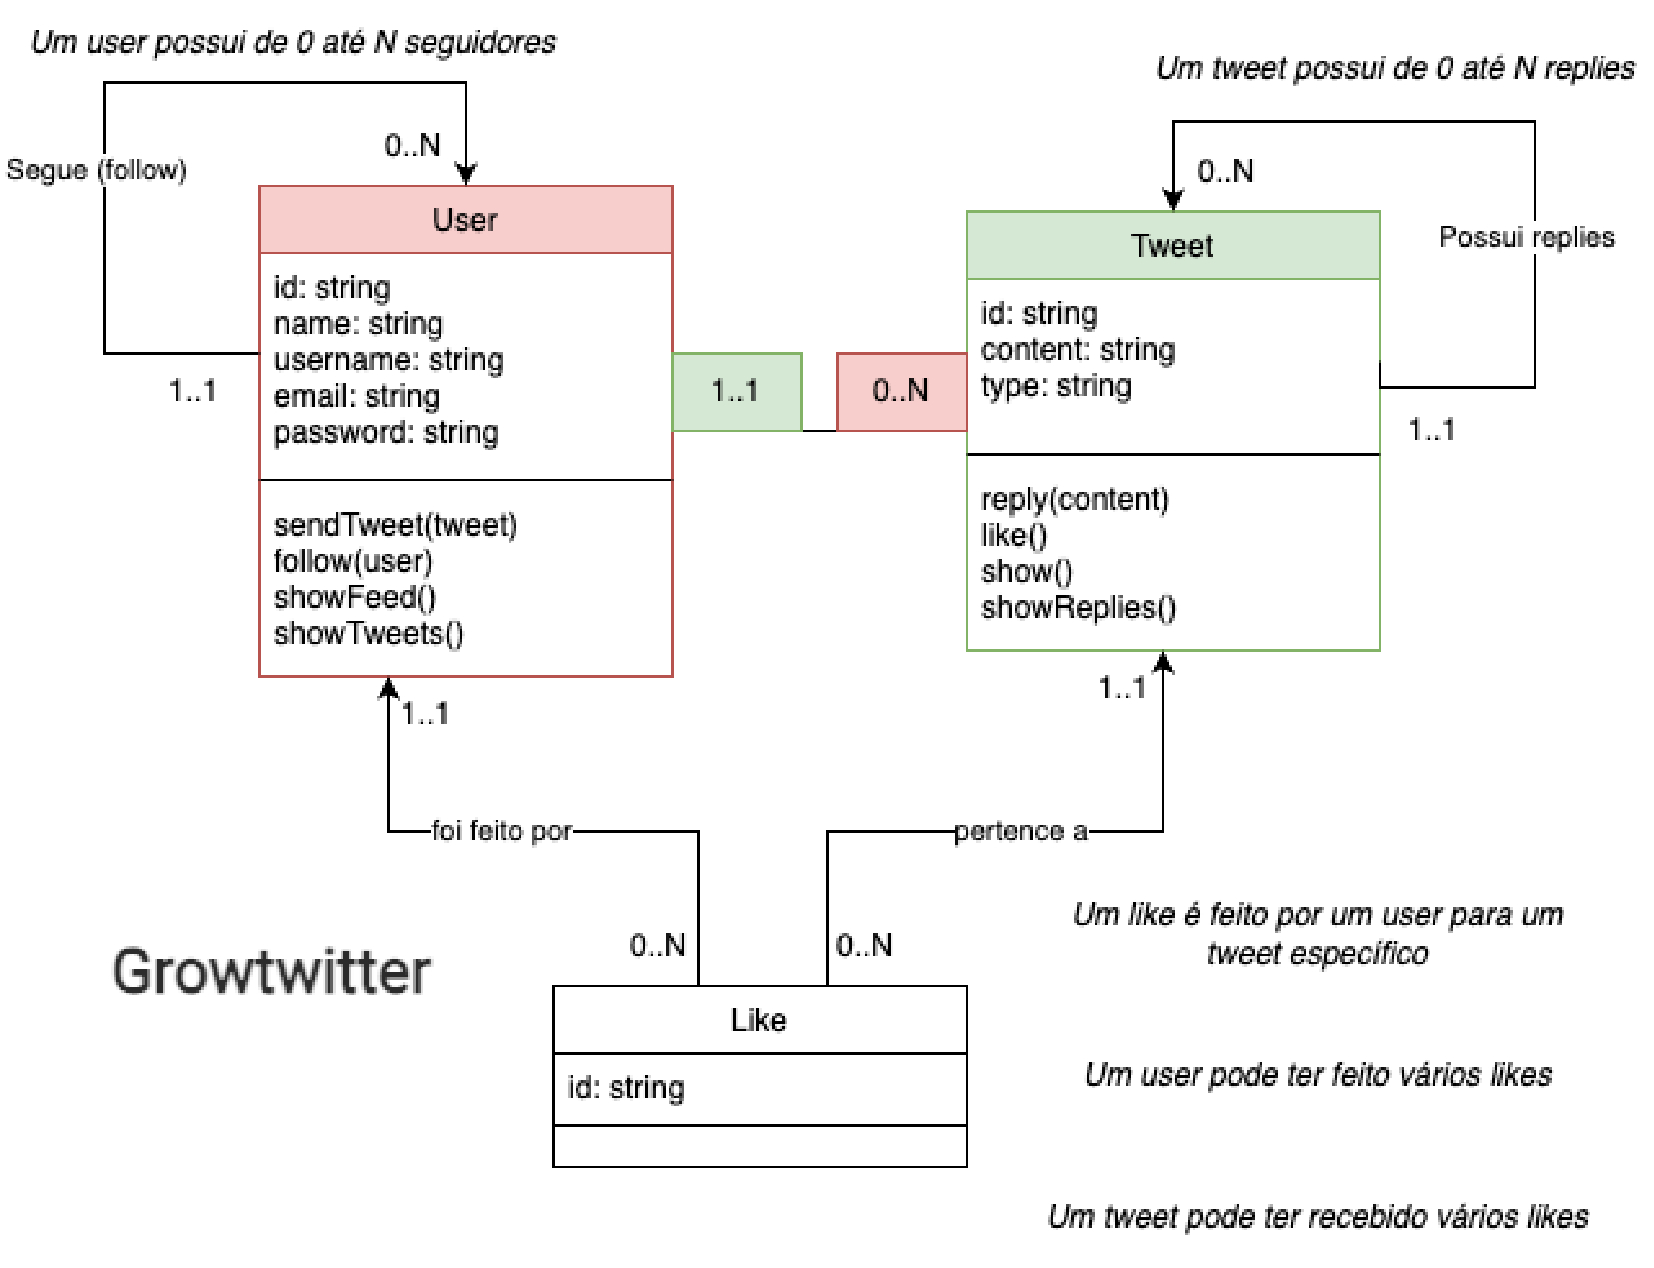 Um user possui de 0 até N seguidores
Um tweet possui de 0 até N replies
0..N
Segue (follow)
0..N
User
Possui replies
Tweet
id: string
name: string
username: string
email: string
password: string
1..1
1..1
0..N
id: string
content: string
type: string
1..1
sendTweet(tweet)
follow(user)
showFeed()
showTweets()
reply(content)
like()
show()
showReplies()
1..1
1..1
foi feito por
pertence a
0..N
0..N
Um like é feito por um user para um
tweet específico
Growtwitter
Like
id: string
Um user pode ter feito vários likes
Um tweet pode ter recebido vários likes